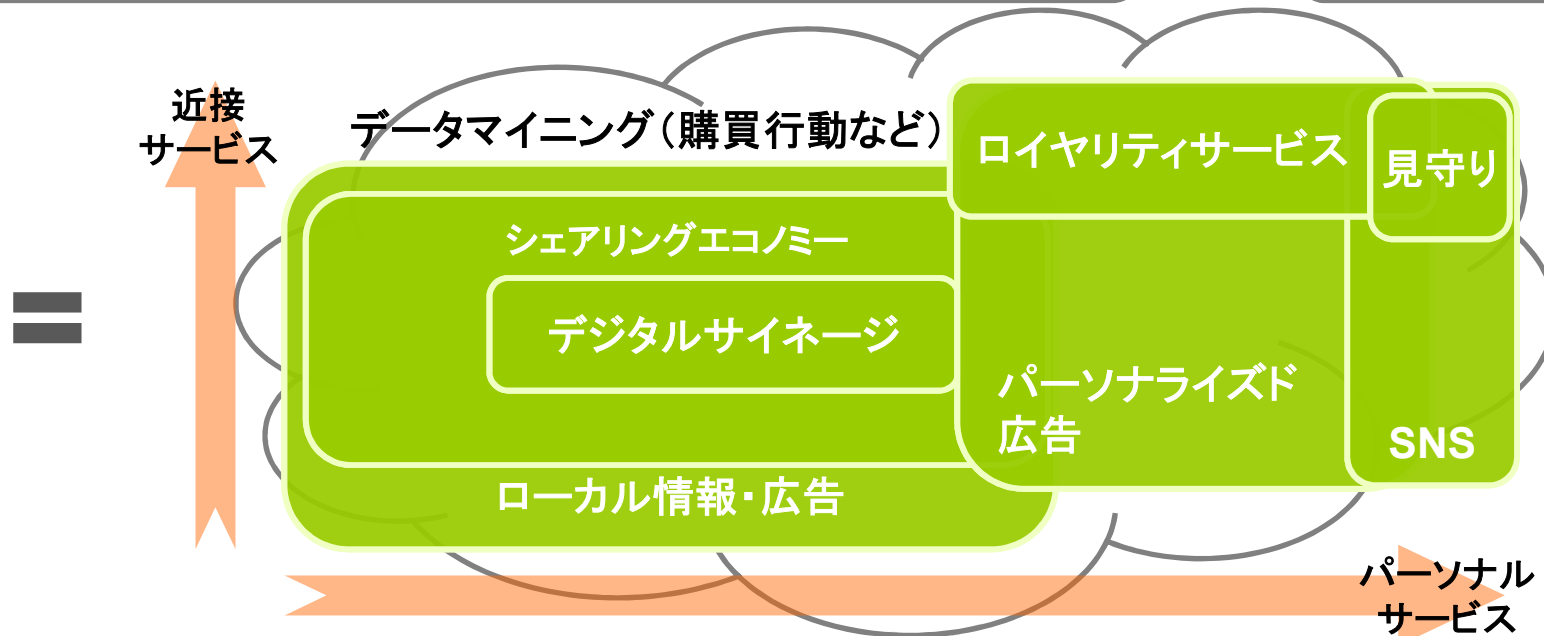 近接
サービス
データマイニング（購買行動など）
ロイヤリティサービス
見守り
シェアリングエコノミー
デジタルサイネージ
パーソナライズド
広告
SNS
ローカル情報・広告
パーソナル
サービス
=